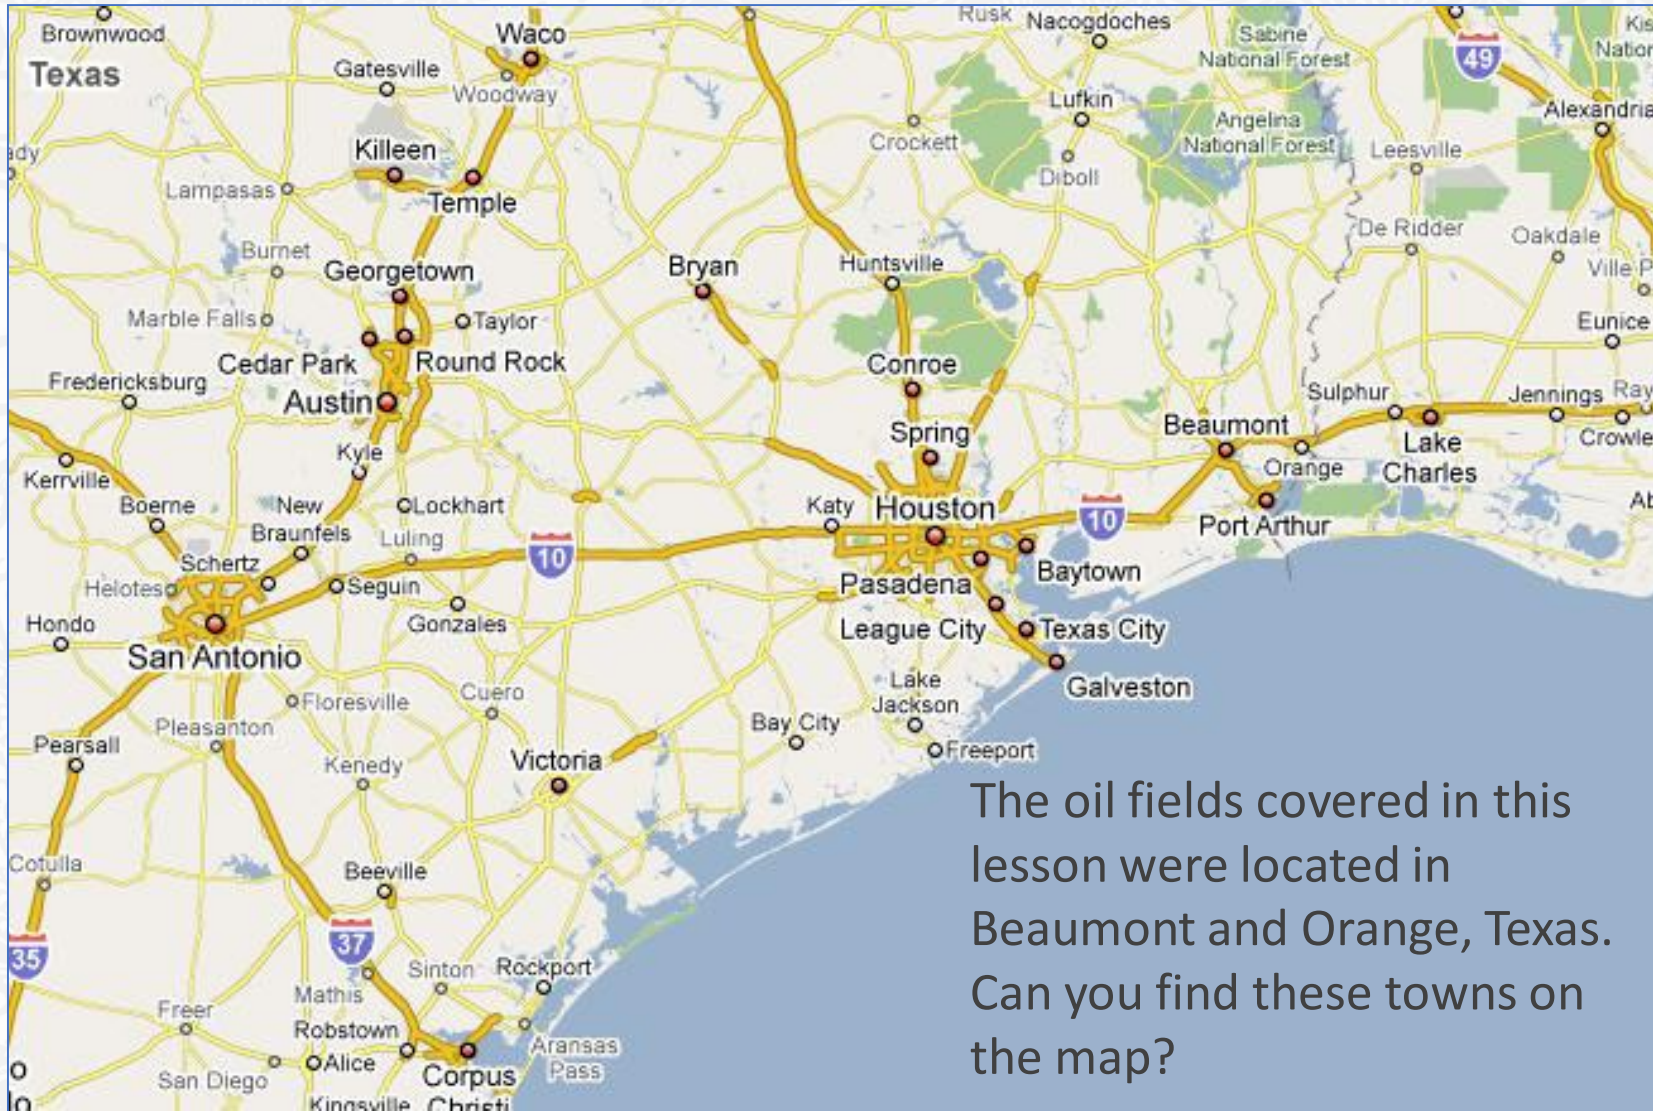 Brownwood
Waco
Rusk
Nacogdoches
Sabine
National Forest
49
Texas
Gatesville
Woodway
Lufkin
Alexandria
Crockett
Angelina
National Forest
Leesville
Killeen
Diboll
Lampasas
Temple
De Ridder
Oakdale
Burnet
Georgetown
Bryan
Huntsville
Marble Falls
Taylor
Eunice
Cedar Park
Round Rock
Conroe
Fredericksburg
Sulphur
Jennings
Austin
Beaumont
Spring
Lake
Charles
Kyle
Orange
Kerrville
Boerne
New
Braunfels
Lockhart
Katy
Houston
10
Port Arthur
Luling
10
Schertz
Baytown
Helotes
Seguin
Pasadena
Hondo
Gonzales
League City
Texas City
San Antonio
Galveston
Floresville
Cuero
Lake
Jackson
Pleasanton
Bay City
Pearsall
Freeport
Kenedy
Victoria
Cotulla
Beeville
35
37
Sinton
Rockport
Mathis
Freer
Robstown
Aransas
Pass
San Diego
Alice
Corpus
Christi
Kingsville
The oil fields covered in this
lesson were located in
Beaumont and Orange, Texas.
Can you find these towns on
the map?